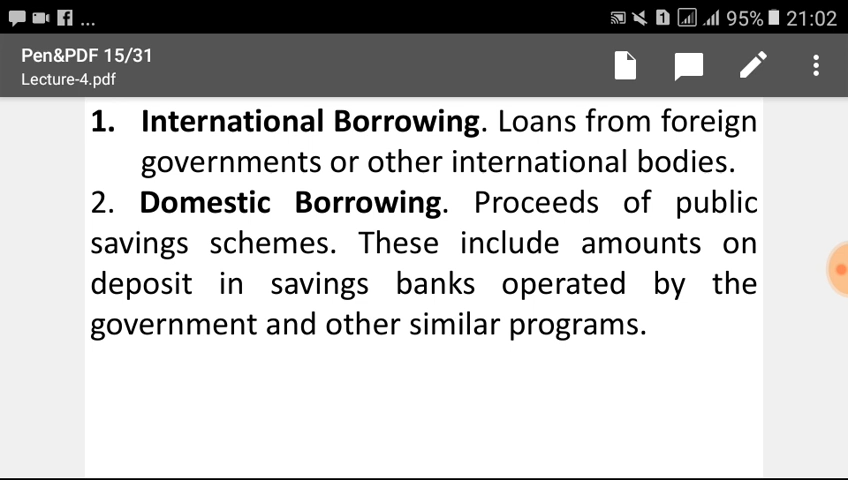 ... 1 95% 21:02
Pen&PDF 15/31
Lecture-4.pdf
1. International Borrowing. Loans from foreign
governments or other international bodies.
2. Domestic Borrowing. Proceeds of public
savings schemes. These include amounts on
deposit in savings banks operated by the
government and other similar programs.